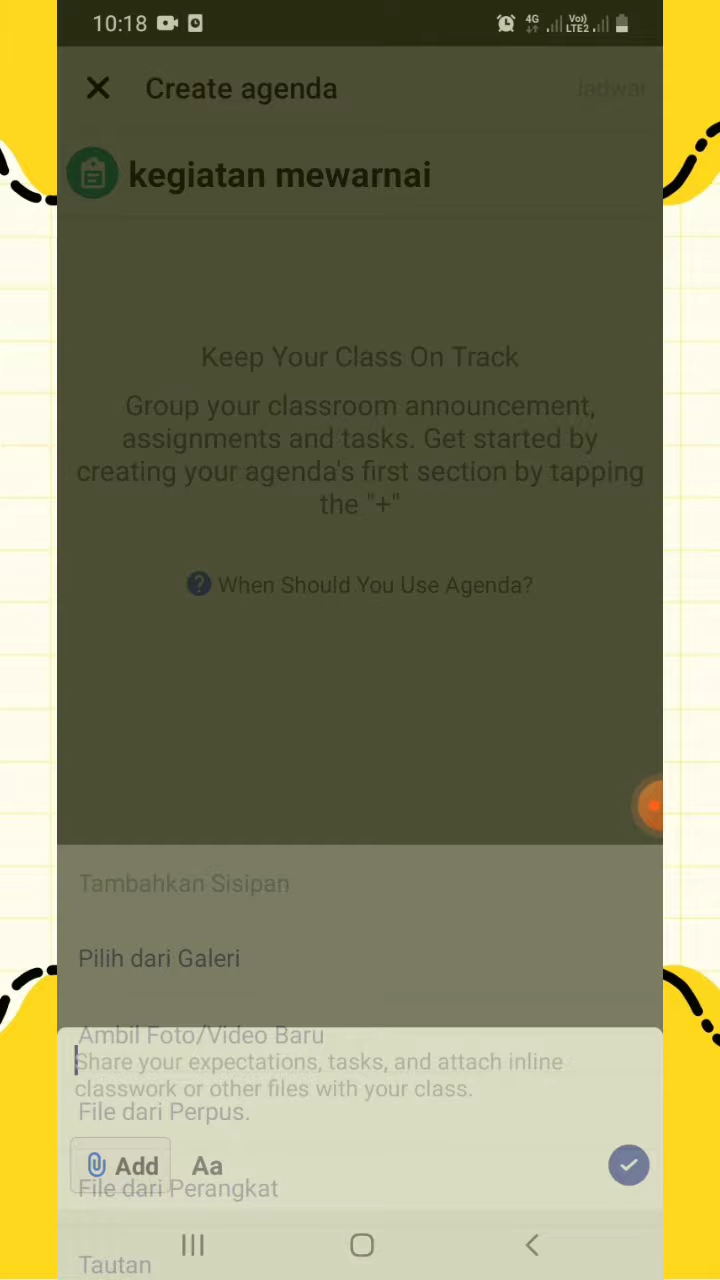 10:18
4G
Vo))
LTE2
Create agenda
Jadwal
kegiatan mewarnai
Keep Your Class On Track
Group your classroom announcement,
assignments and tasks. Get started by
creating your agenda's first section by tapping
the "+"
When Should You Use Agenda?
Tambahkan Sisipan
Pilih dari Galeri
Ambil Foto/Video Baru
Share your expectations, tasks, and attach inline
classwork or other files with your class.
File dari Perpus.
Add
Aa
File dari Perangkat
Tautan